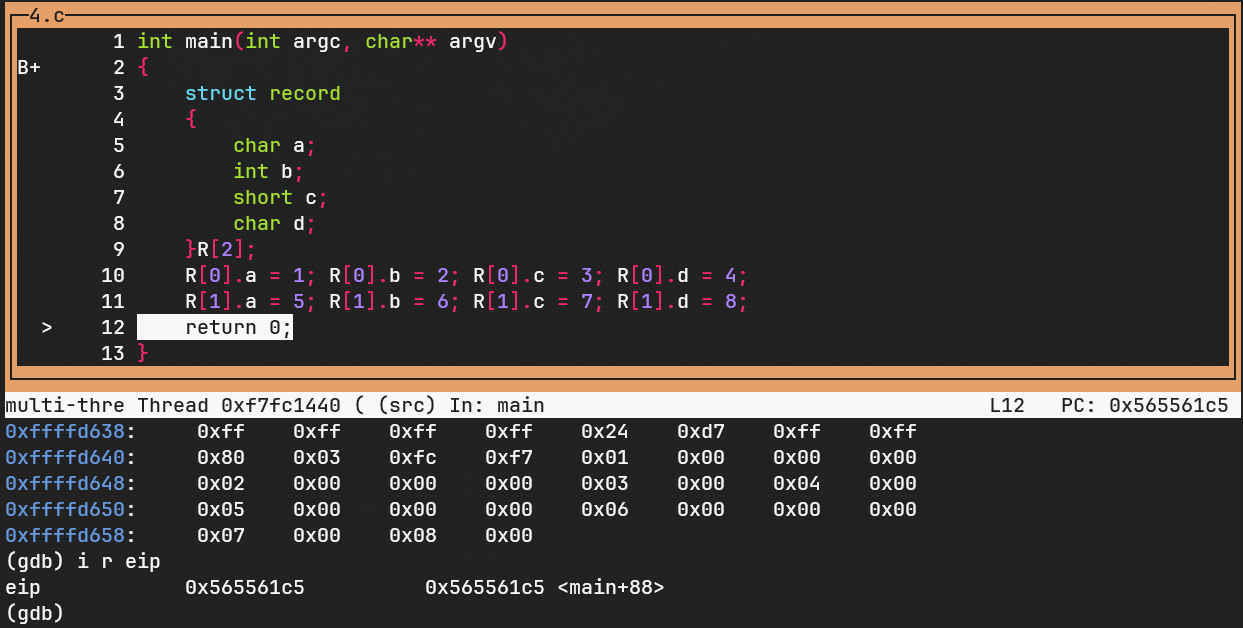 4.c
1 int main(int argc, char** argv)
B+ 2 {
3     struct record
4     {
5         char a;
6         int b;
7         short c;
8         char d;
9     }R[2];
10     R[0].a = 1; R[0].b = 2; R[0].c = 3; R[0].d = 4;
11     R[1].a = 5; R[1].b = 6; R[1].c = 7; R[1].d = 8;
> 12     return 0;
13 }
multi-thre Thread 0xf7fc1440 ( (src) In: main L12 PC: 0x565561c5
0xffffd638: 0xff 0xff 0xff 0xff 0x24 0xd7 0xff 0xff
0xffffd640: 0x80 0x03 0xfc 0xf7 0x01 0x00 0x00 0x00
0xffffd648: 0x02 0x00 0x00 0x00 0x03 0x00 0x04 0x00
0xffffd650: 0x05 0x00 0x00 0x00 0x06 0x00 0x00 0x00
0xffffd658: 0x07 0x00 0x08 0x00
(gdb) i r eip
eip 0x565561c5 0x565561c5 <main+88>
(gdb)